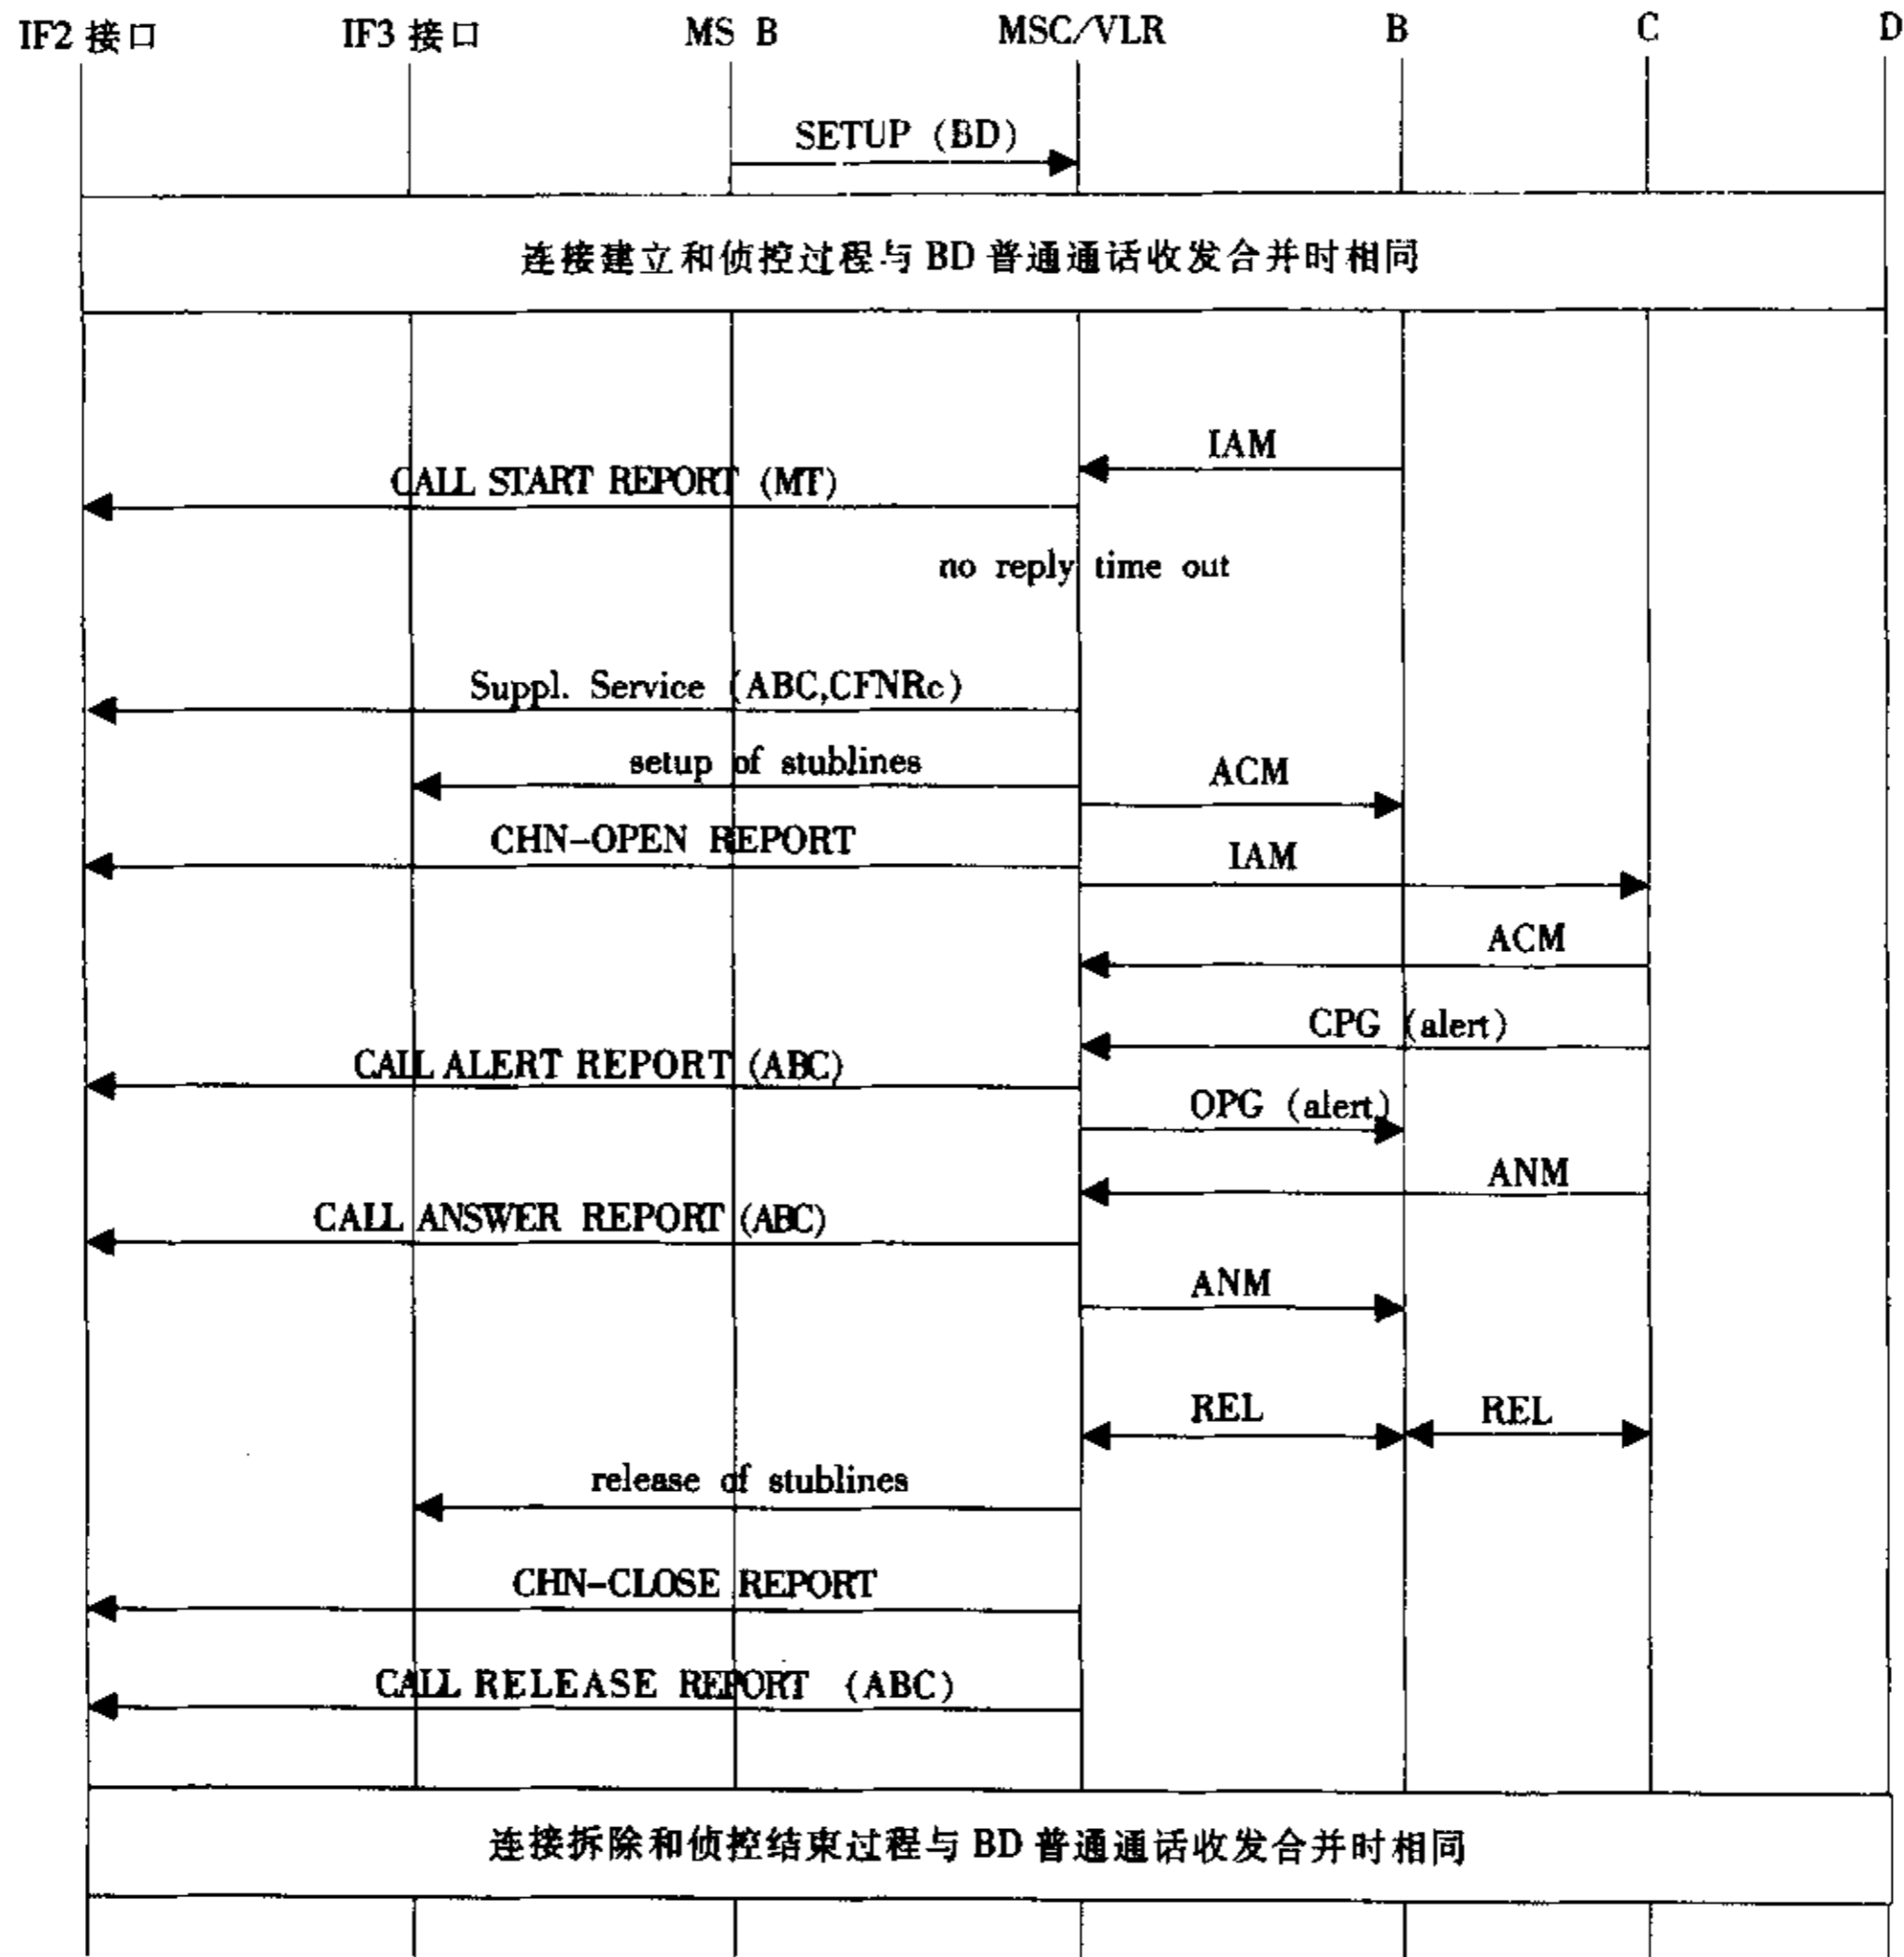 IF2 接口 IF3 接口 MS B MSC/VLR B C D
SETUP (BD)
连接建立和侦控过程与 BD 普通通话收发合并时相同
IAM
CALL START REPORT (MT)
no reply time out
Suppl. Service (ABC,CFNRc)
setup of stublines
ACM
CHN-OPEN REPORT
IAM
ACM
CPG (alert)
CALL ALERT REPORT (ABC)
OPG (alert)
ANM
CALL ANSWER REPORT (ABC)
ANM
REL REL
release of stublines
CHN-CLOSE REPORT
CALL RELEASE REPORT (ABC)
连接拆除和侦控结束过程与 BD 普通通话收发合并时相同